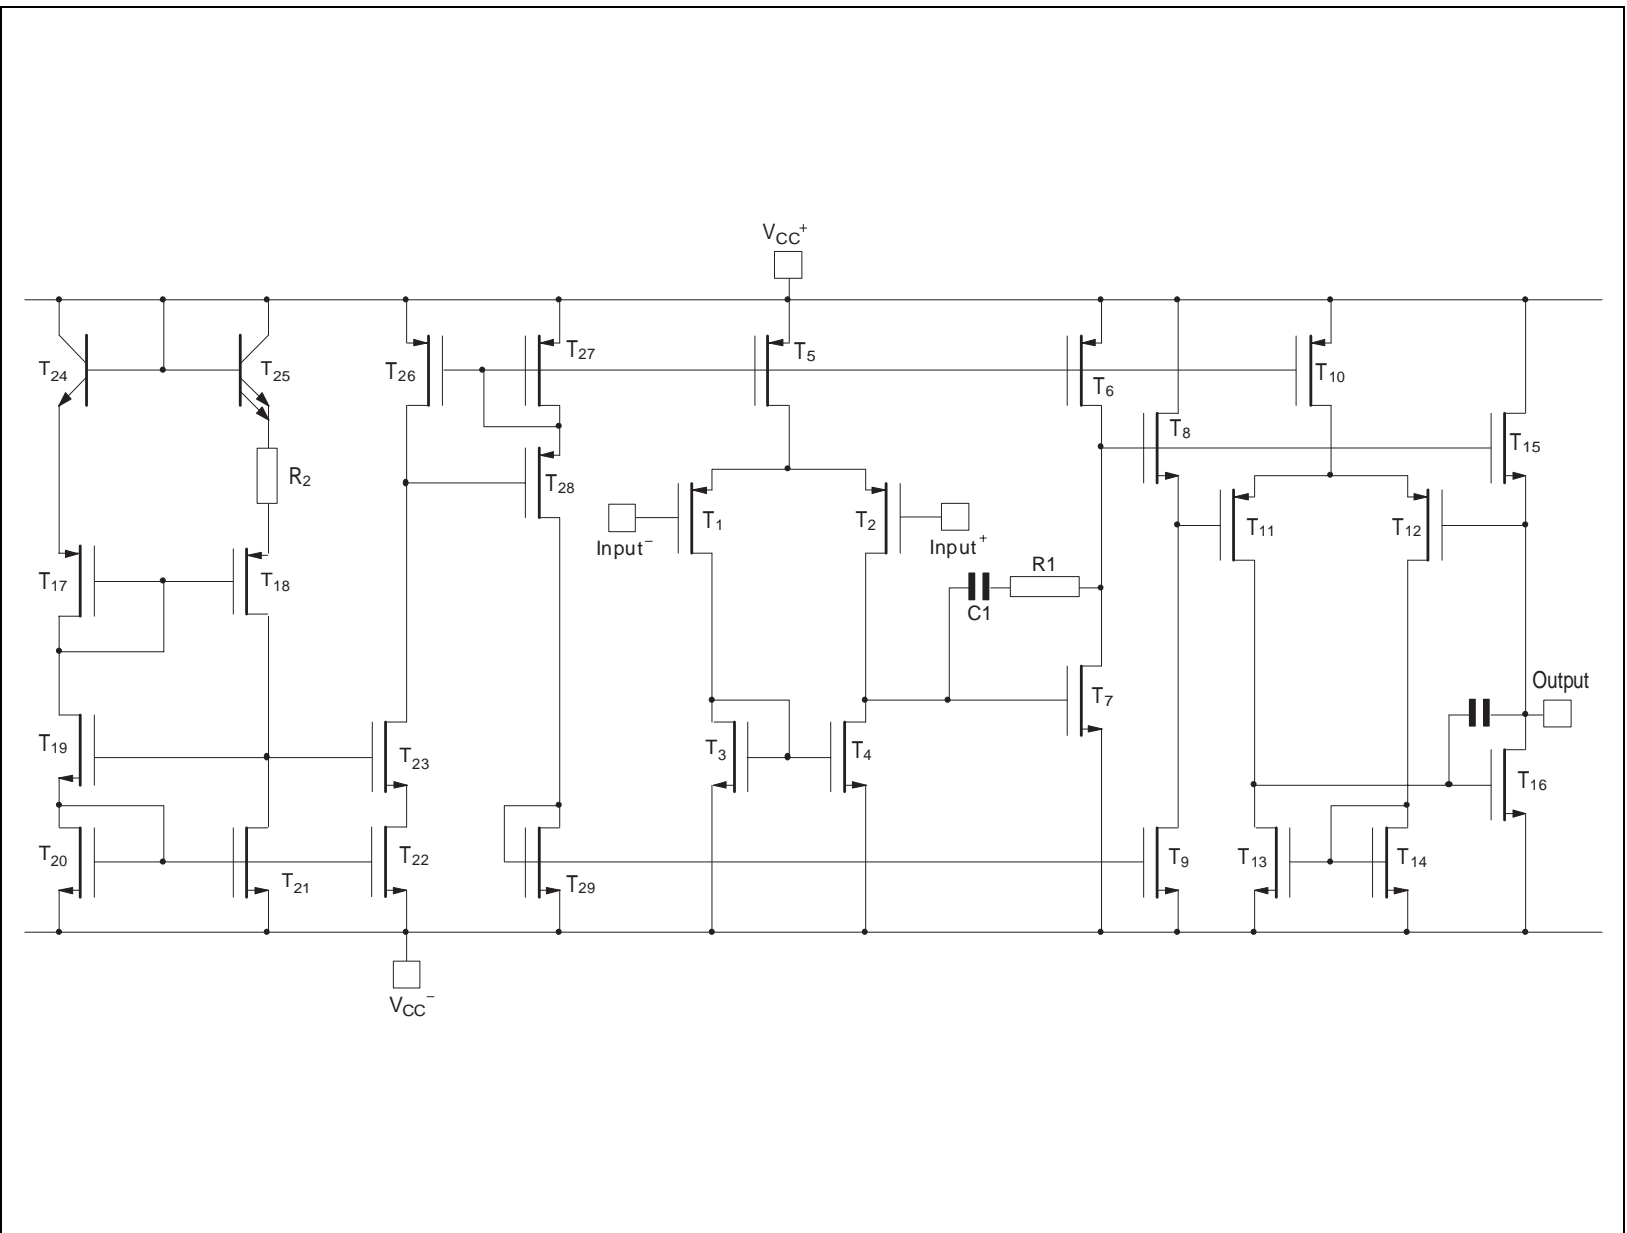 VCC+
T24
T25
T26
T27
T5
T6
T10
T8
T15
R2
T28
T1
T2
T11
T12
Input−
Input+
T17
T18
R1
C1
T7
Output
T19
T23
T3
T4
T16
T20
T21
T22
T29
T9
T13
T14
VCC−